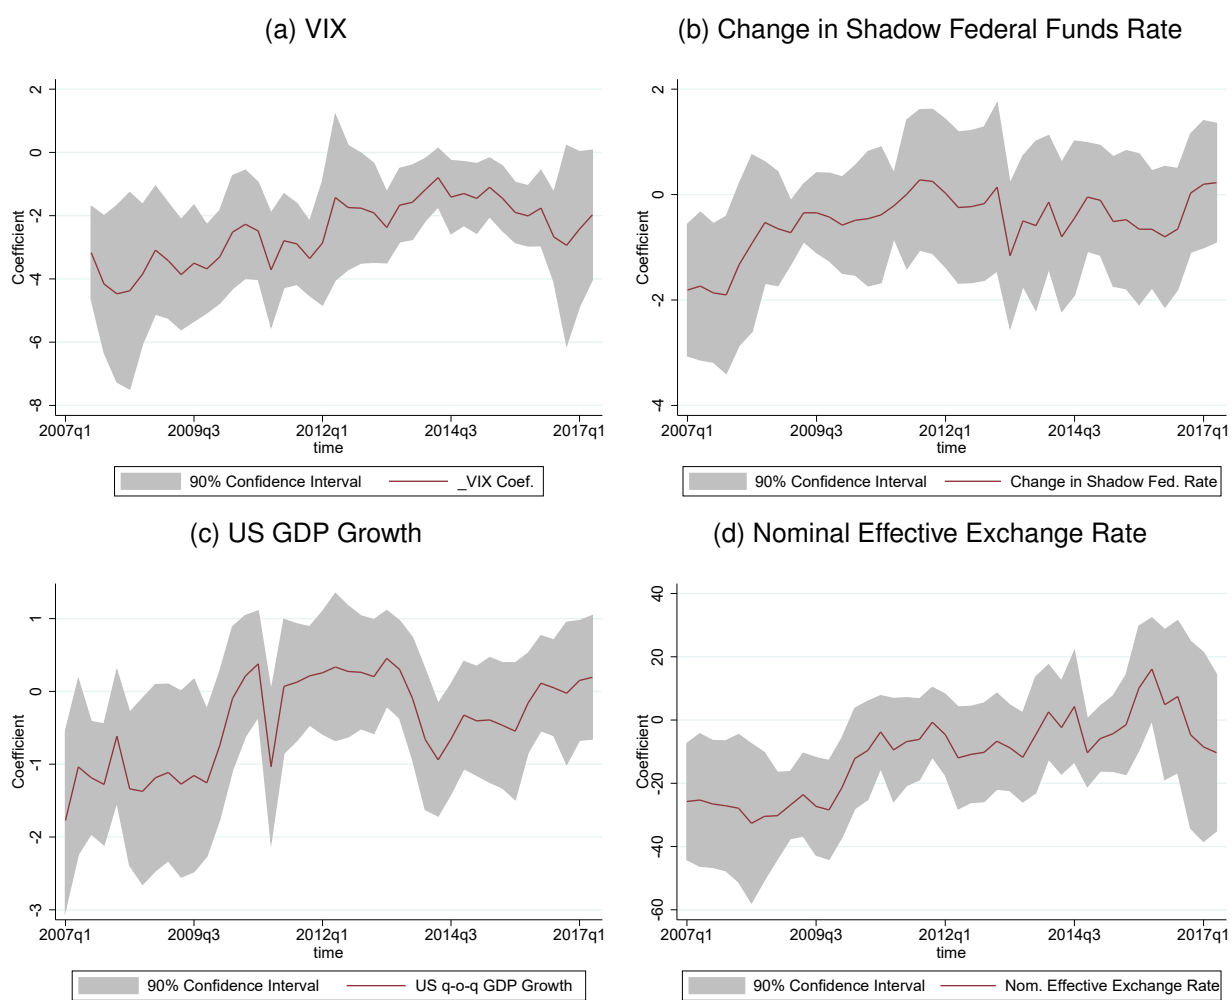 (a) VIX
Coefficient
2
0
-2
-4
-6
-8
2007q1 2009q3 2012q1 2014q3 2017q1
time
90% Confidence Interval _VIX Coef.
(b) Change in Shadow Federal Funds Rate
Coefficient
2
0
-2
-4
2007q1 2009q3 2012q1 2014q3 2017q1
time
90% Confidence Interval Change in Shadow Fed. Rate
(c) US GDP Growth
Coefficient
1
0
-1
-2
-3
2007q1 2009q3 2012q1 2014q3 2017q1
time
90% Confidence Interval US q-o-q GDP Growth
(d) Nominal Effective Exchange Rate
Coefficient
40
20
0
-20
-40
-60
2007q1 2009q3 2012q1 2014q3 2017q1
time
90% Confidence Interval Nom. Effective Exchange Rate